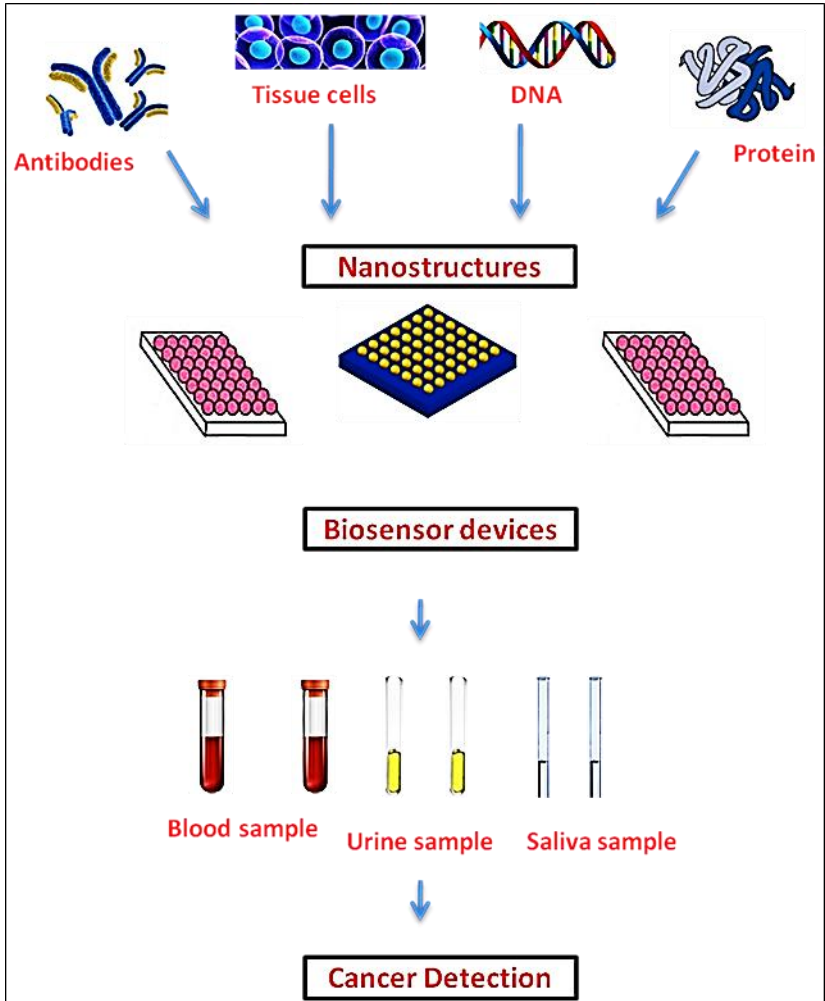 Tissue cells
DNA
Antibodies
Protein
Nanostructures
Biosensor devices
Blood sample
Urine sample
Saliva sample
Cancer Detection